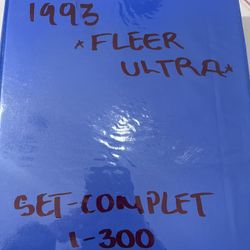 1993
*FLEER
ULTRA*
SET-COMPLET
1-300